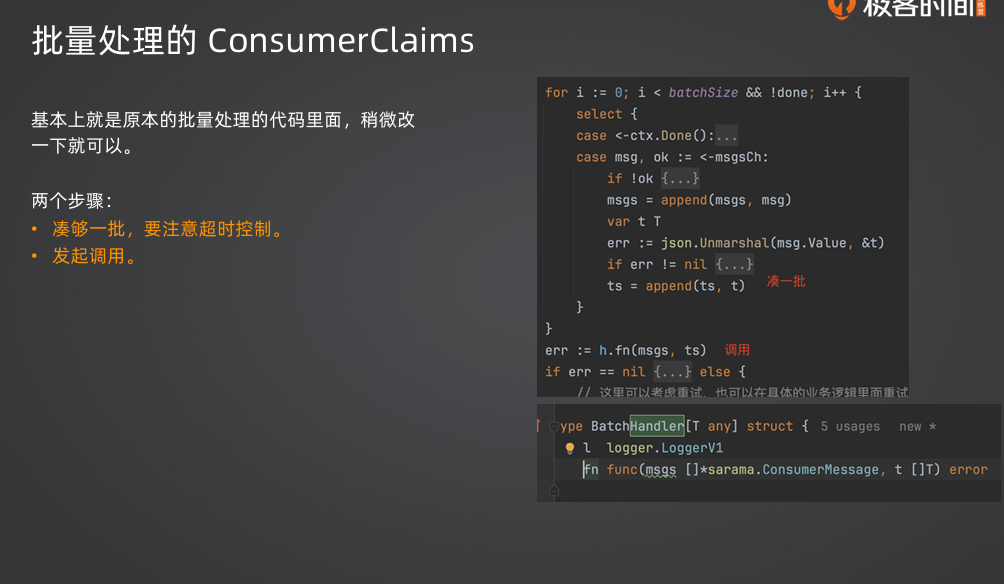 极客时间
批量处理的 ConsumerClaims
基本上就是原本的批量处理的代码里面，稍微改
一下就可以。
两个步骤：
• 凑够一批，要注意超时控制。
• 发起调用。
for i := 0; i < batchSize && !done; i++ {
select {
case <-ctx.Done():...
case msg, ok := <-msgsCh:
if !ok {...}
msgs = append(msgs, msg)
var t T
err := json.Unmarshal(msg.Value, &t)
if err != nil {...}
ts = append(ts, t) 凑一批
}
}
err := h.fn(msgs, ts) 调用
if err == nil {...} else {
// 这里可以考虑重试，也可以在具体的业务逻辑里面重试
ype BatchHandler[T any] struct { 5 usages new *
l logger.LoggerV1
fn func(msgs []*sarama.ConsumerMessage, t []T) error